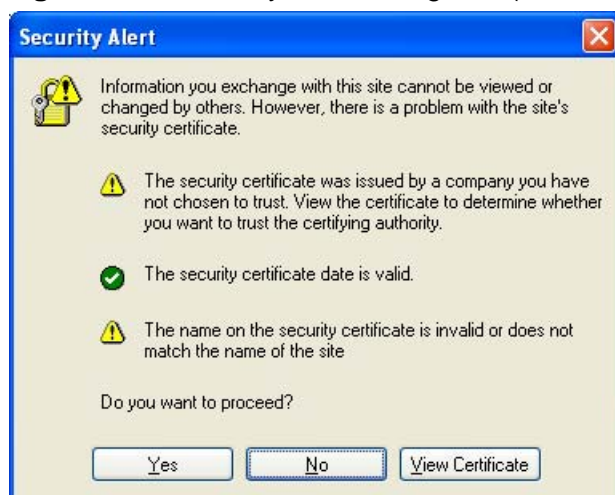 Security Alert
Information you exchange with this site cannot be viewed or
changed by others. However, there is a problem with the site's
security certificate.
The security certificate was issued by a company you have
not chosen to trust. View the certificate to determine whether
you want to trust the certifying authority.
The security certificate date is valid.
The name on the security certificate is invalid or does not
match the name of the site
Do you want to proceed?
Yes
No
View Certificate